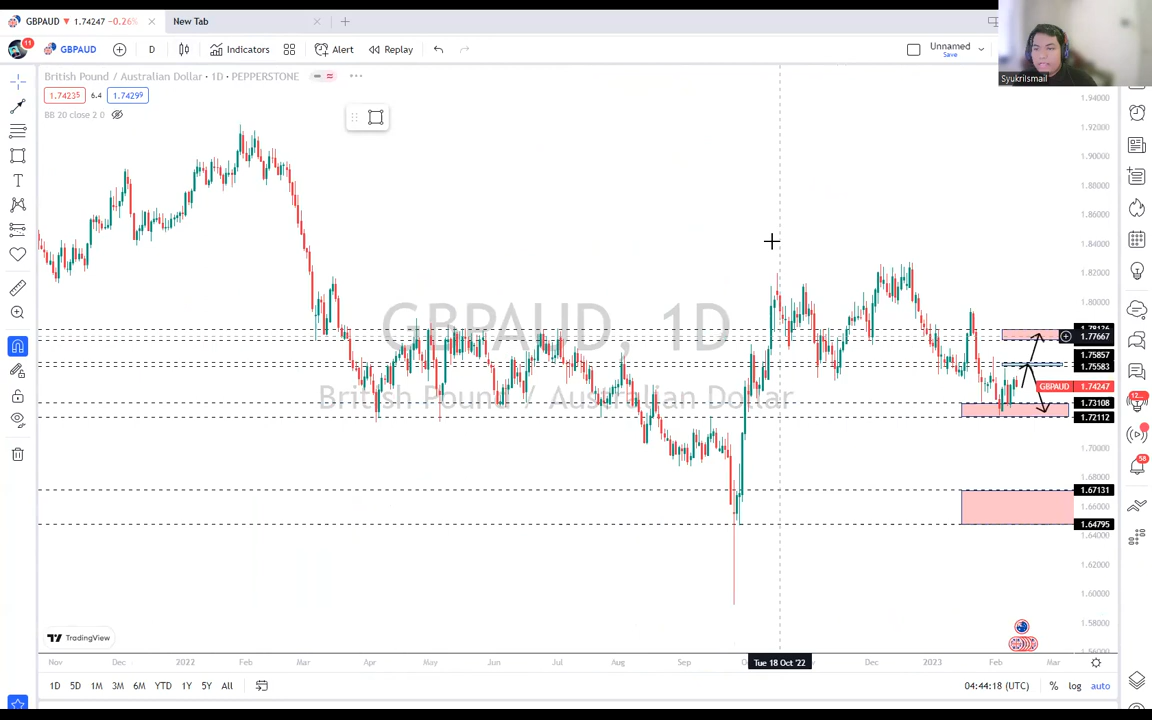 GBPAUD ▼ 1.74247 −0.26%
New Tab
11
GBPAUD
D
Indicators
Alert
Replay
Unnamed
Save
SyukriIsmail
British Pound / Australian Dollar · 1D · PEPPERSTONE
1.74235
6.4
1.74299
BB 20 close 2 0
GBPAUD, 1D
British Pound / Australian Dollar
1.94000
1.92000
1.90000
1.88000
1.86000
1.84000
1.82000
1.80000
1.77667
1.75857
1.75583
GBPAUD 1.74247
1.73108
1.72112
1.70000
1.68000
1.67131
1.66000
1.64795
1.64000
1.62000
1.60000
1.58000
58
TradingView
Nov
Dec
2022
Feb
Mar
Apr
May
Jun
Jul
Aug
Sep
Tue 18 Oct '22
Dec
2023
Feb
Mar
1D
5D
1M
3M
6M
YTD
1Y
5Y
All
04:44:18 (UTC)
%
log
auto